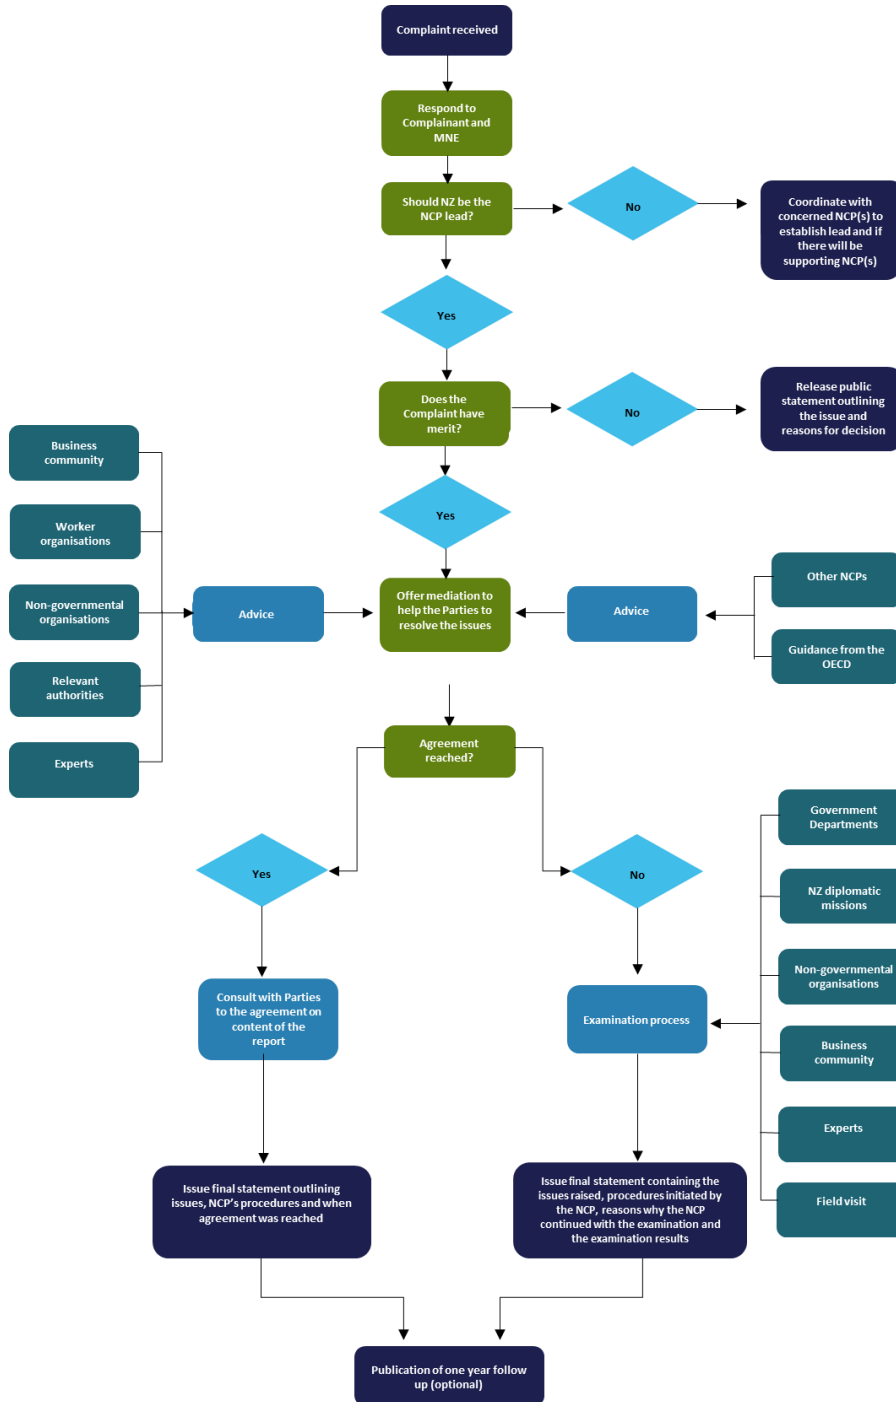 Complaint received
Respond to
Complainant and
MNE
Should NZ be the
NCP lead?
No
Coordinate with
concerned NCP(s) to
establish lead and if
there will be
supporting NCP(s)
Yes
Does the
Complaint have
merit?
No
Release public
statement outlining
the issue and
reasons for decision
Yes
Business
community
Worker
organisations
Non-governmental
organisations
Relevant
authorities
Experts
Advice
Offer mediation to
help the Parties to
resolve the issues
Advice
Other NCPs
Guidance from the
OECD
Agreement
reached?
Yes
No
Government
Departments
NZ diplomatic
missions
Non-governmental
organisations
Business
community
Experts
Field visit
Consult with Parties
to the agreement on
content of the
report
Examination process
Issue final statement outlining
issues, NCP's procedures and when
agreement was reached
Issue final statement containing the
issues raised, procedures initiated by
the NCP, reasons why the NCP
continued with the examination and
the examination results
Publication of one year follow
up (optional)